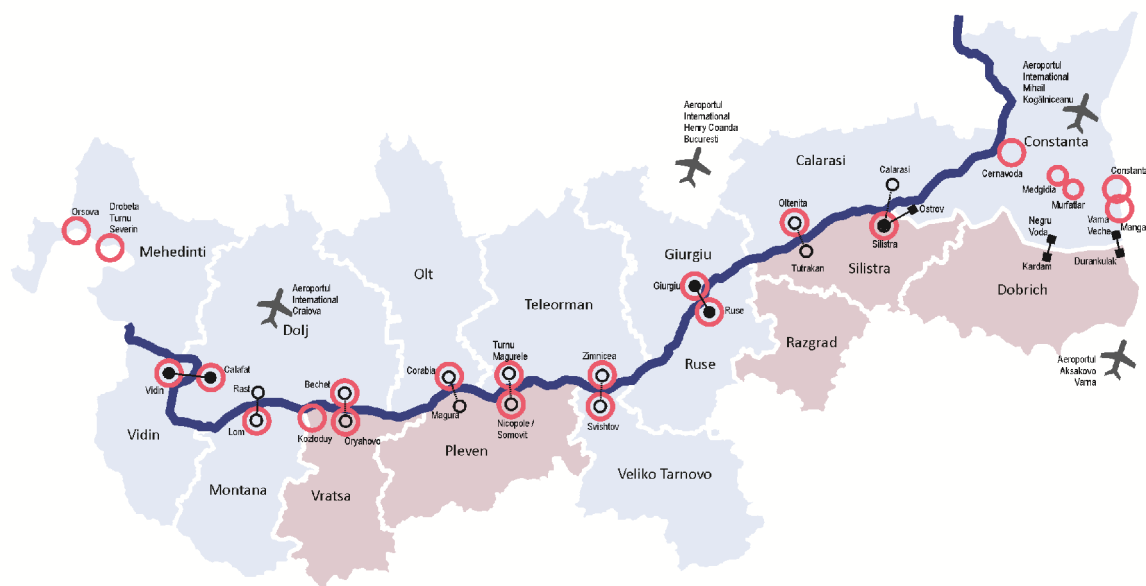 Aeroportul
International
Mihail
Kogălniceanu
Constanta
Cernavoda
Medgidia
Murfatlar
Constanta
Manga
Negru
Voda
Vama
Veche
Kardam
Durankulak
Dobrich
Aeroportul
Aksakovo
Varna
Aeroportul
International
Henry Coanda
Bucuresti
Calarasi
Calarasi
Ostrov
Oltenita
Silistra
Tutrakan
Silistra
Razgrad
Giurgiu
Giurgiu
Ruse
Ruse
Orsova
Drobeta
Turnu
Severin
Mehedinti
Aeroportul
International
Craiova
Dolj
Olt
Teleorman
Vidin
Calafat
Rast
Lom
Bechet
Kozloduy
Oryahovo
Corabia
Magura
Turnu
Magurele
Nicopole /
Somovit
Zimnicea
Svishtov
Vidin
Montana
Vratsa
Pleven
Veliko Tarnovo